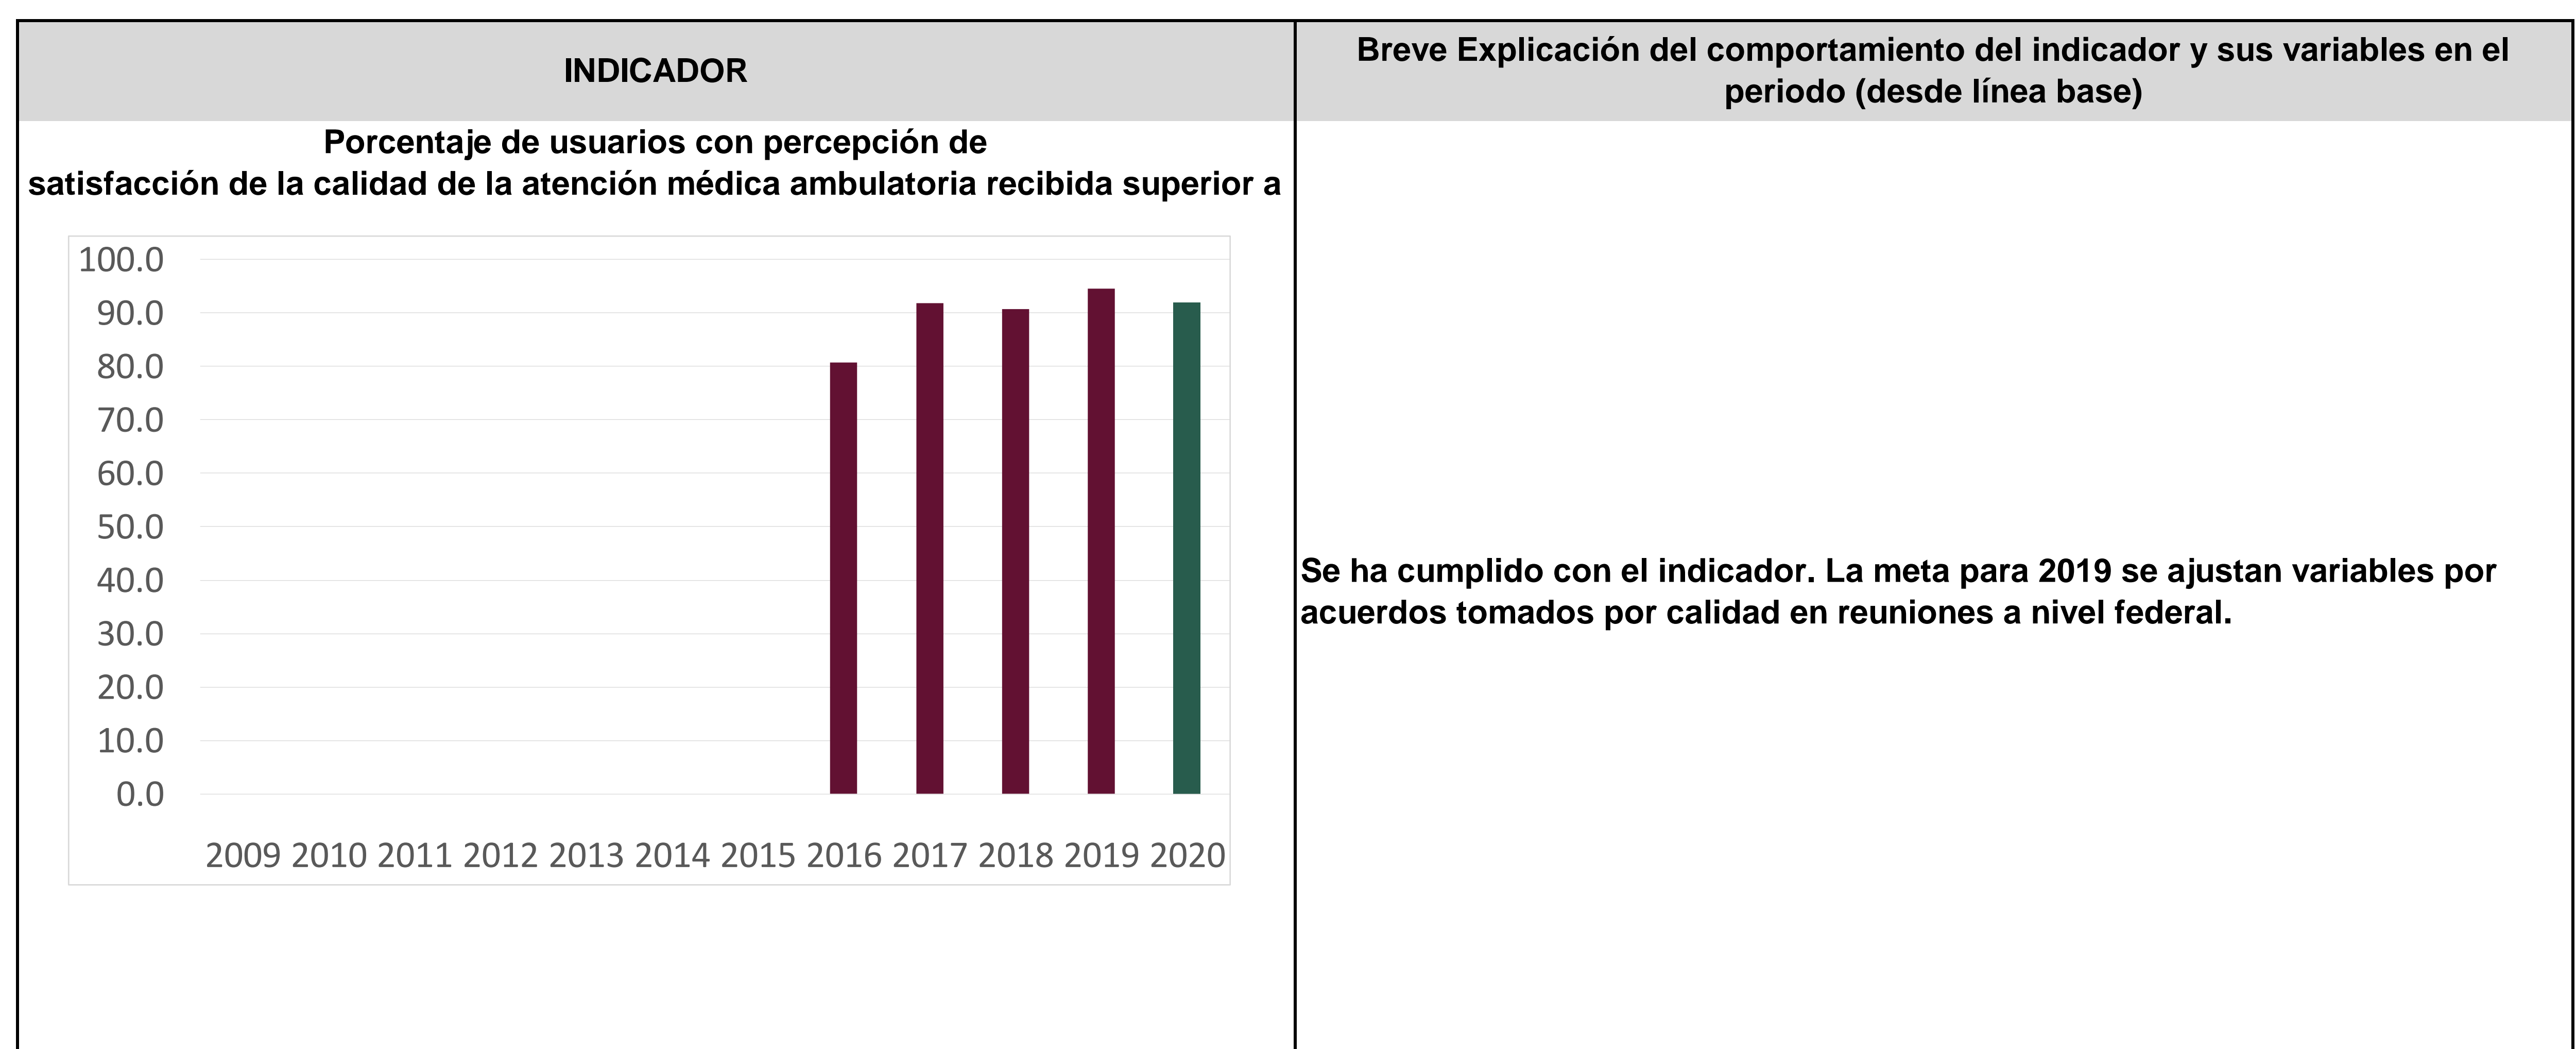 INDICADOR
Breve Explicación del comportamiento del indicador y sus variables en el
periodo (desde línea base)
Porcentaje de usuarios con percepción de
satisfacción de la calidad de la atención médica ambulatoria recibida superior a
100.0
90.0
80.0
70.0
60.0
50.0
40.0
30.0
20.0
10.0
0.0
2009 2010 2011 2012 2013 2014 2015 2016 2017 2018 2019 2020
Se ha cumplido con el indicador. La meta para 2019 se ajustan variables por
acuerdos tomados por calidad en reuniones a nivel federal.